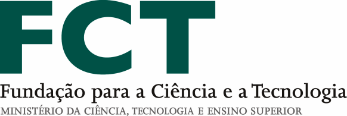 FCT
Fundação para a Ciência e a Tecnologia
MINISTÉRIO DA CIÊNCIA, TECNOLOGIA E ENSINO SUPERIOR